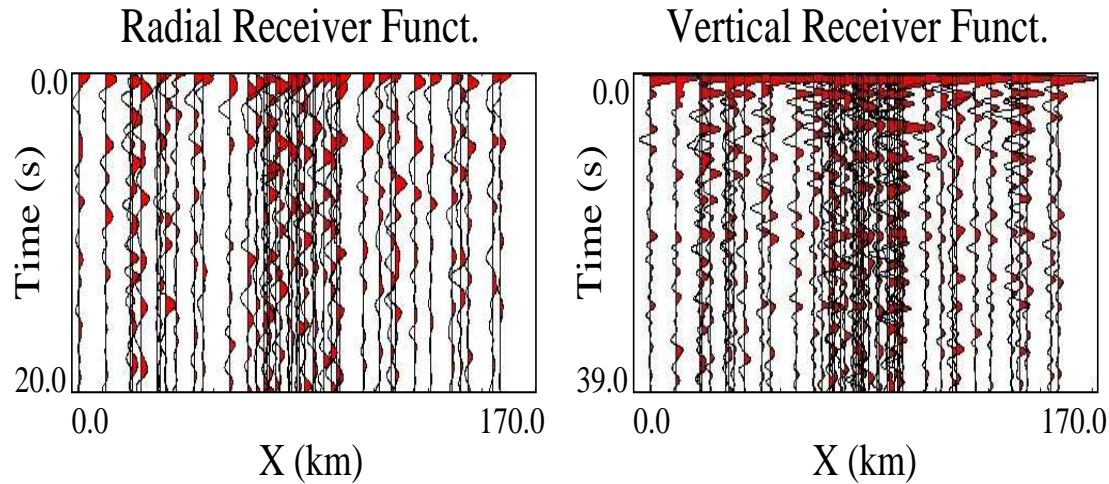 Radial Receiver Funct.
0.0
Time (s)
20.0
0.0 170.0
X (km)
Vertical Receiver Funct.
0.0
Time (s)
39.0
0.0 170.0
X (km)